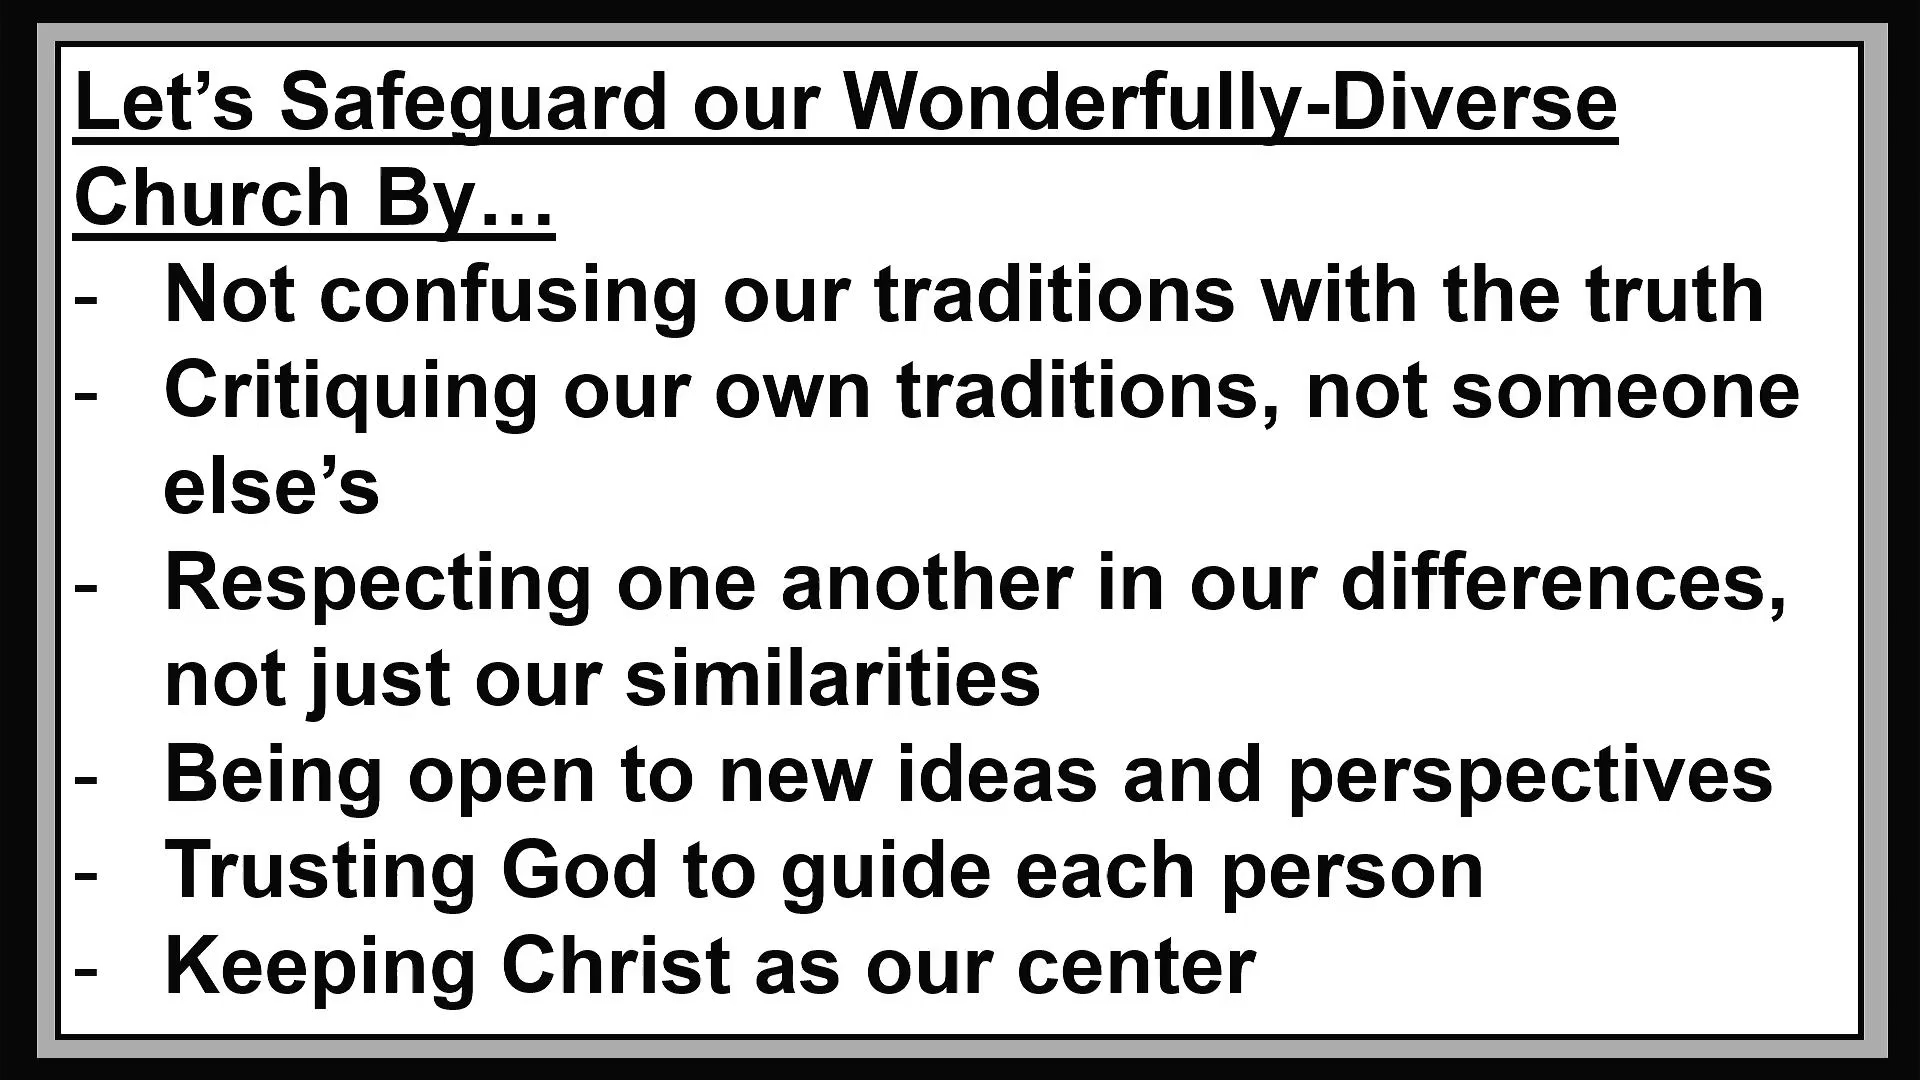 Let’s Safeguard our Wonderfully-Diverse
Church By…
- Not confusing our traditions with the truth
- Critiquing our own traditions, not someone
else’s
- Respecting one another in our differences,
not just our similarities
- Being open to new ideas and perspectives
- Trusting God to guide each person
- Keeping Christ as our center